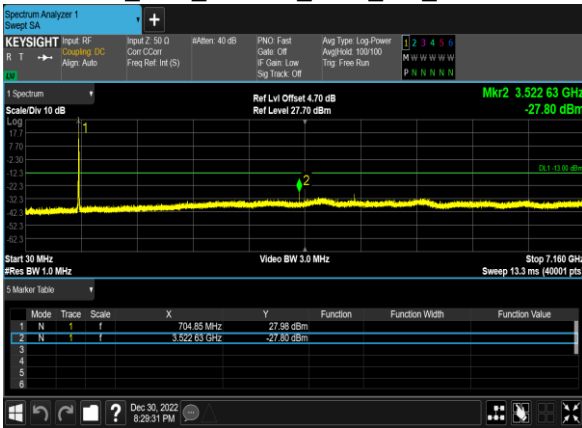 Spectrum Analyzer 1
Swept SA
+
KEYSIGHT Input: RF Input Z: 50 Ω #Atten: 40 dB PNO: Fast Avg Type: Log-Power 1 2 3 4 5 6
R T Coupling: DC Corr CCorr Gate: Off Avg|Hold: 100/100 M W W W W W
Align: Auto Freq Ref: Int (S) IF Gain: Low Trig: Free Run
Sig Track: Off P N N N N N
LU
1 Spectrum Ref Lvl Offset 4.70 dB Mkr2 3.522 63 GHz
Scale/Div 10 dB Ref Level 27.70 dBm -27.80 dBm
Log
17.7
7.70
-2.30
-12.3
-22.3
-32.3
-42.3
-52.3
-62.3
1
2
DL1 -13.00 dBm
Start 30 MHz Video BW 3.0 MHz Stop 7.160 GHz
#Res BW 1.0 MHz Sweep 13.3 ms (40001 pts)
5 Marker Table
Mode Trace Scale X Y Function Function Width Function Value
1 N 1 f 704.85 MHz 27.98 dBm
2 N 1 f 3.522 63 GHz -27.80 dBm
3
4
5
6
? Dec 30, 2022
8:29:31 PM